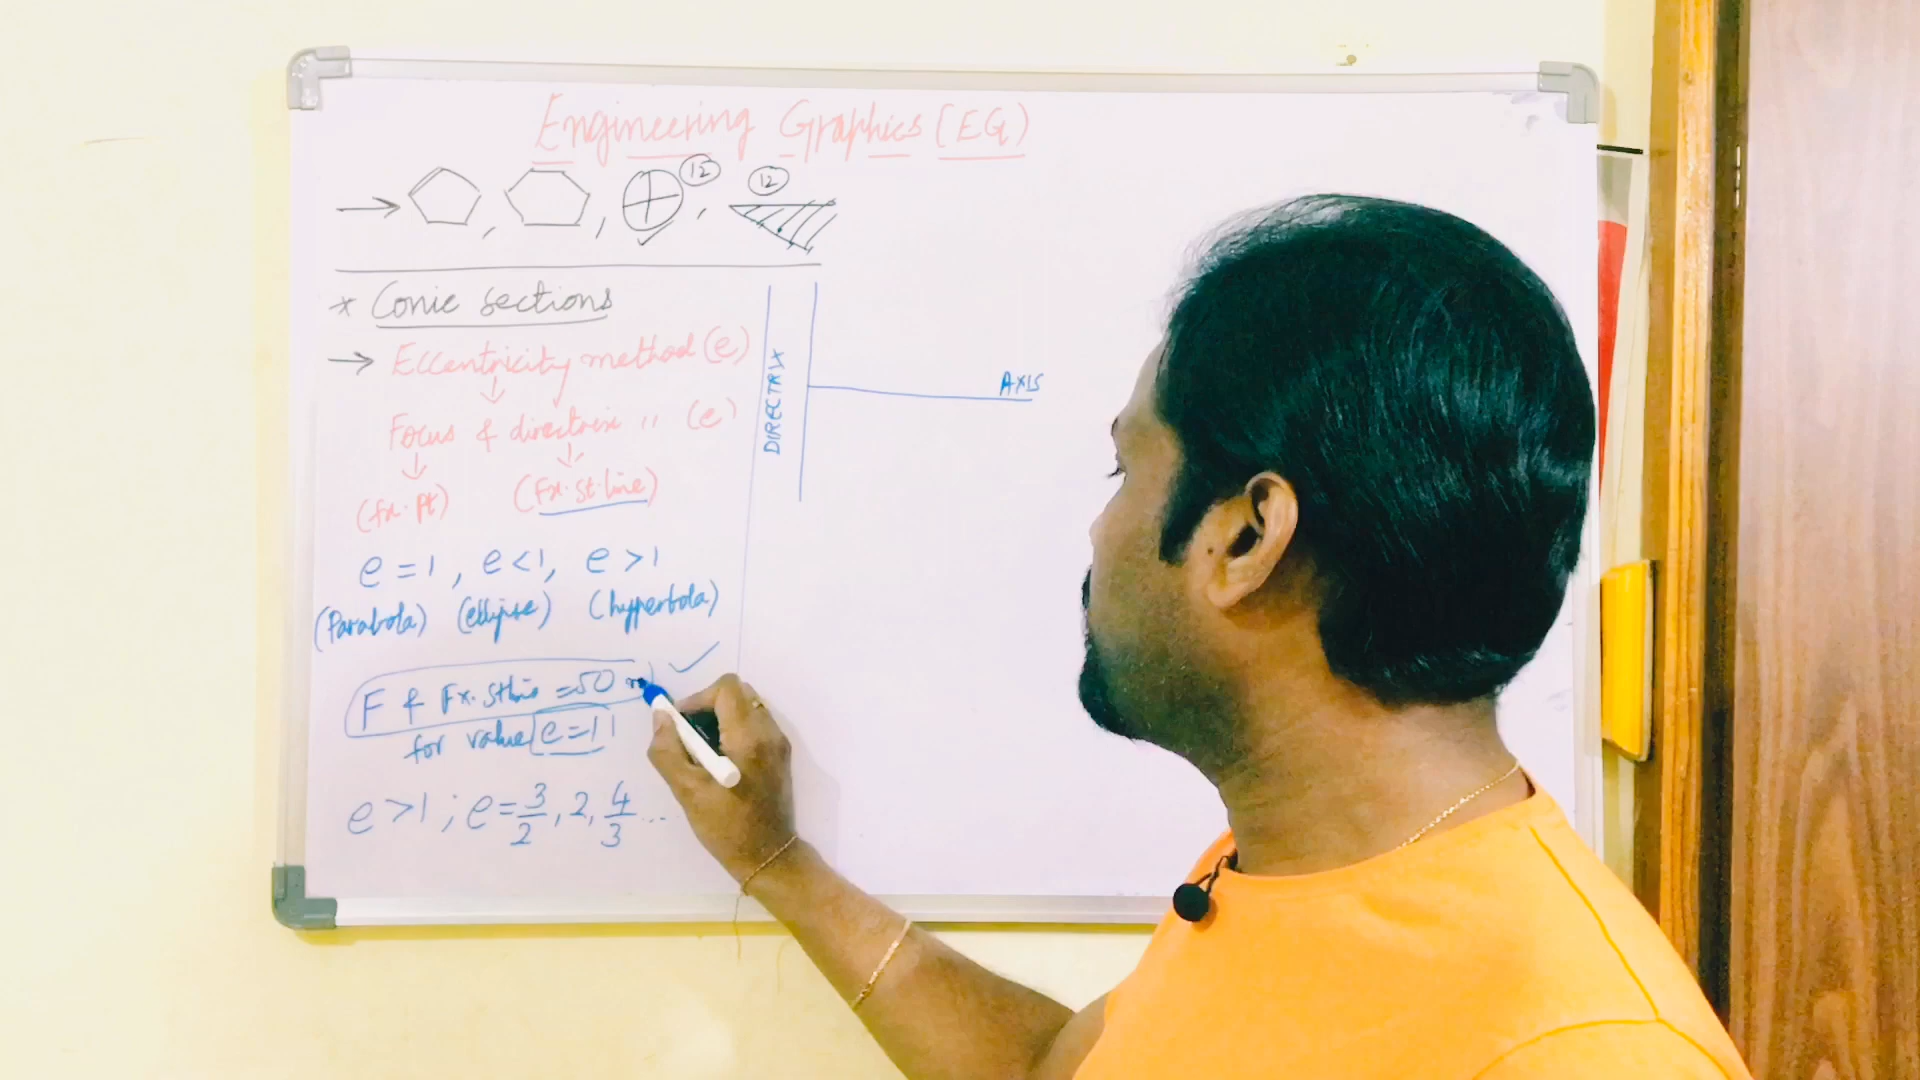 Engineering Graphics (EG)
12
12
* Conic sections
→ Eccentricity method (e)
Focus & directrix '' (e)
(fx. pt) (Fx. st. line)
e = 1, e < 1, e > 1
(Parabola) (ellipse) (hyperbola)
F & Fx. st line = 50 m
for value e = 1
e > 1; e = 3/2, 2, 4/3 ...
DIRECTRIX
AXIS